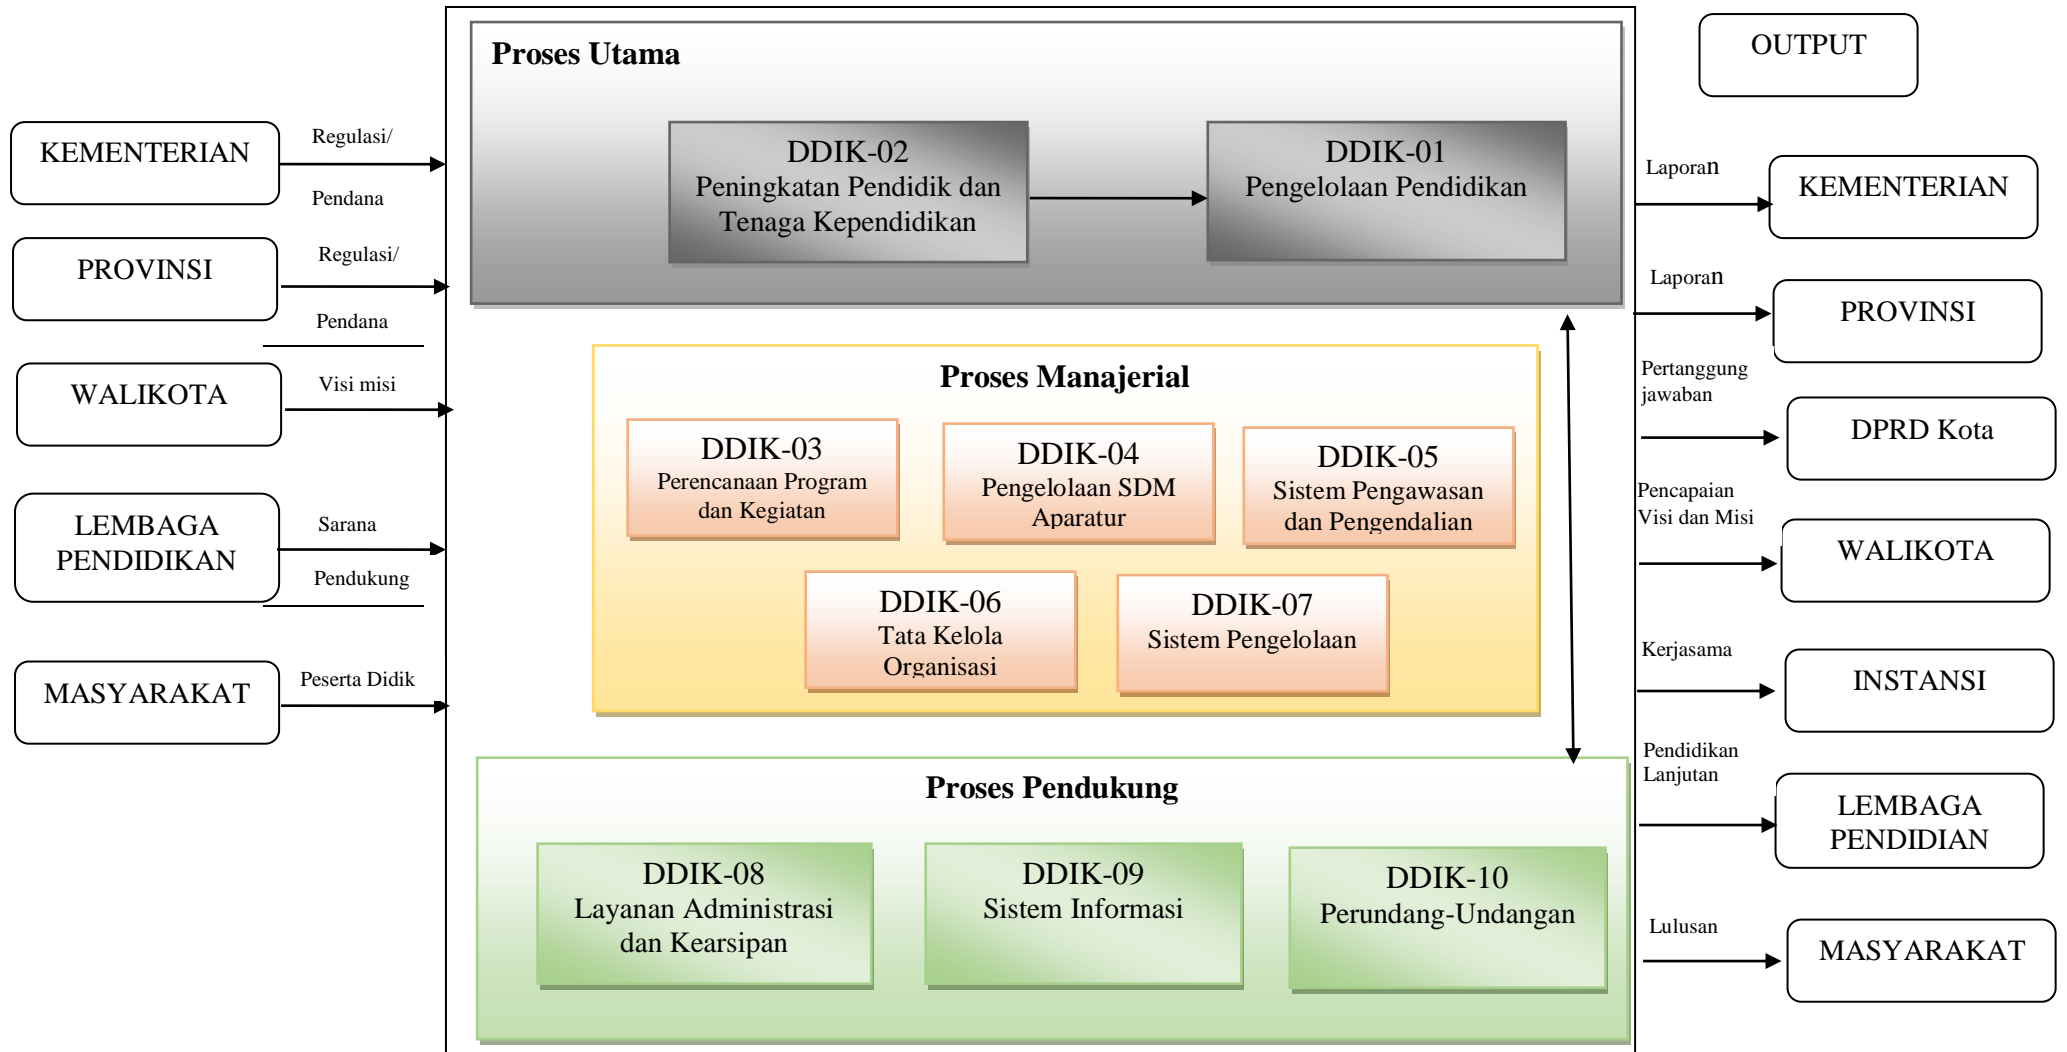 KEMENTERIAN
Regulasi/
Pendana
PROVINSI
Regulasi/
Pendana
WALIKOTA
Visi misi
LEMBAGA
PENDIDIKAN
Sarana
Pendukung
MASYARAKAT
Peserta Didik
Proses Utama
DDIK-02
Peningkatan Pendidik dan
Tenaga Kependidikan
DDIK-01
Pengelolaan Pendidikan
Proses Manajerial
DDIK-03
Perencanaan Program
dan Kegiatan
DDIK-04
Pengelolaan SDM
Aparatur
DDIK-05
Sistem Pengawasan
dan Pengendalian
DDIK-06
Tata Kelola
Organisasi
DDIK-07
Sistem Pengelolaan
Proses Pendukung
DDIK-08
Layanan Administrasi
dan Kearsipan
DDIK-09
Sistem Informasi
DDIK-10
Perundang-Undangan
OUTPUT
Laporan
KEMENTERIAN
Laporan
PROVINSI
Pertanggung
jawaban
DPRD Kota
Pencapaian
Visi dan Misi
WALIKOTA
Kerjasama
INSTANSI
Pendidikan
Lanjutan
LEMBAGA
PENDIDIAN
Lulusan
MASYARAKAT